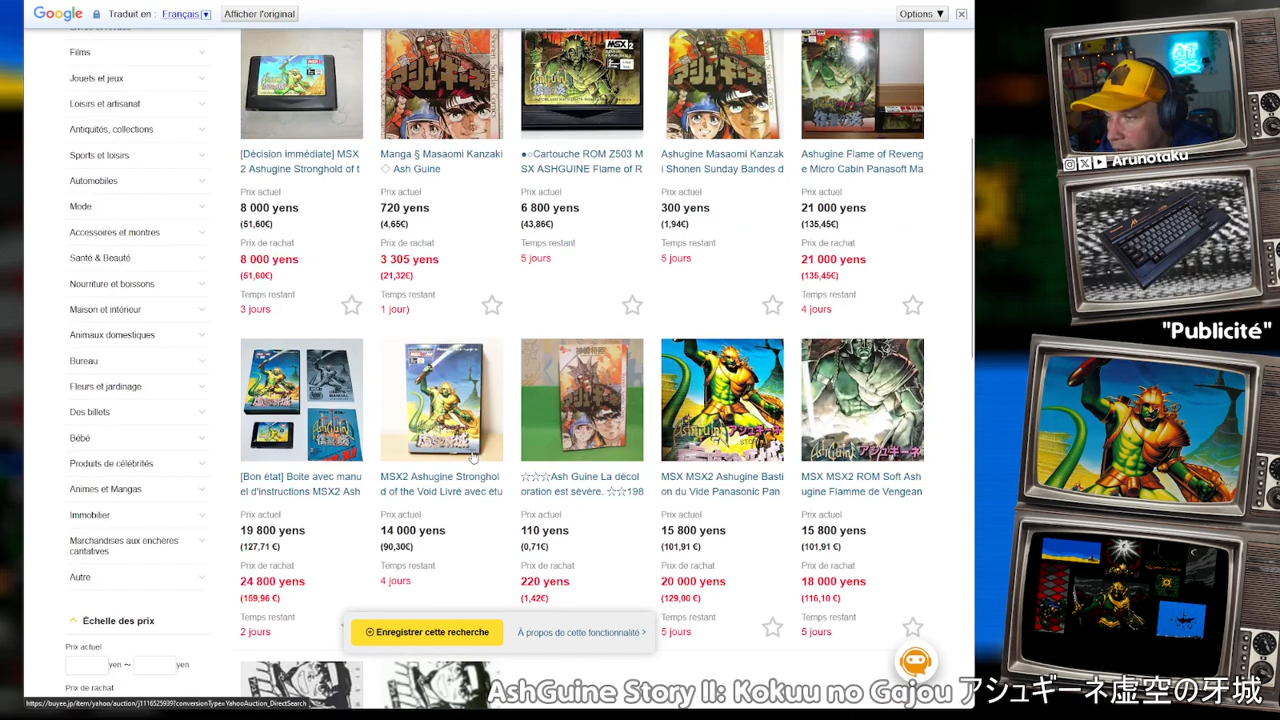 Google Traduit en : Français ▼ Afficher l'original Options ▼
Films
Jouets et jeux
Loisirs et artisanat
Antiquités, collections
Sports et loisirs
Automobiles
Mode
Accessoires et montres
Santé & Beauté
Nourriture et boissons
Maison et intérieur
Animaux domestiques
Bureau
Fleurs et jardinage
Des billets
Bébé
Produits de célébrités
Animes et Mangas
Immobilier
Marchandises aux enchères
caritatives
Autre
Échelle des prix
Prix actuel
yen ~ yen
Prix de rachat
[Décision immédiate] MSX
2 Ashugine Stronghold of t
Prix actuel
8 000 yens
(51,60€)
Prix de rachat
8 000 yens
(51,60€)
Temps restant
3 jours
Manga § Masaomi Kanzaki
◇ Ash Guine
Prix actuel
720 yens
(4,65€)
Prix de rachat
3 305 yens
(21,32€)
Temps restant
1 jour)
●○Cartouche ROM Z503 M
SX ASHGUINE Flame of R
Prix actuel
6 800 yens
(43,86€)
Temps restant
5 jours
Ashugine Masaomi Kanzak
i Shonen Sunday Bandes d
Prix actuel
300 yens
(1,94€)
Temps restant
5 jours
Ashugine Flame of Reveng
e Micro Cabin Panasoft Ma
Prix actuel
21 000 yens
(135,45€)
Prix de rachat
21 000 yens
(135,45€)
Temps restant
4 jours
[Bon état] Boite avec manu
el d'instructions MSX2 Ash
Prix actuel
19 800 yens
(127,71 €)
Prix de rachat
24 800 yens
(159,96 €)
Temps restant
2 jours
MSX2 Ashugine Stronghol
d of the Void Livré avec étu
Prix actuel
14 000 yens
(90,30€)
Temps restant
4 jours
☆☆☆Ash Guine La décol
oration est sévère. ☆☆198
Prix actuel
110 yens
(0,71€)
Prix de rachat
220 yens
(1,42€)
MSX MSX2 Ashugine Basti
on du Vide Panasonic Pan
Prix actuel
15 800 yens
(101,91 €)
Prix de rachat
20 000 yens
(129,00 €)
Temps restant
5 jours
MSX MSX2 ROM Soft Ash
ugine Flamme de Vengean
Prix actuel
15 800 yens
(101,91 €)
Prix de rachat
18 000 yens
(116,10 €)
Temps restant
5 jours
Enregistrer cette recherche À propos de cette fonctionnalité >
https://buyee.jp/item/yahoo/auction/j1116525939?conversionType=YahooAuction_DirectSearch
Arunotaku
"Publicité"
AshGuine Story II: Kokuu no Gajou アシュギーネ虚空の牙城